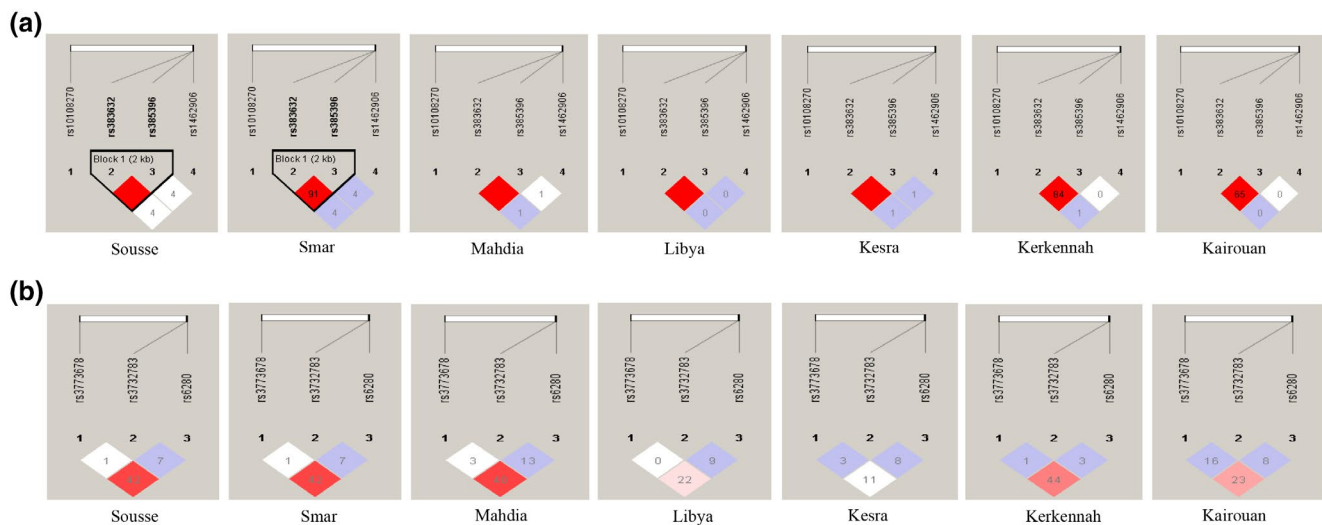 (a)
rs10108270 rs383632 rs385396 rs1462906
Block 1 (2 kb)
1 2 3 4
4
4
Sousse
rs10108270 rs383632 rs385396 rs1462906
Block 1 (2 kb)
1 2 3 4
91 4
4
Smar
rs10108270 rs383632 rs385396 rs1462906
1 2 3 4
1
1
Mahdia
rs10108270 rs383632 rs385396 rs1462906
1 2 3 4
0
0
Libya
rs10108270 rs383632 rs385396 rs1462906
1 2 3 4
1
1
Kesra
rs10108270 rs383632 rs385396 rs1462906
1 2 3 4
84 0
1
Kerkennah
rs10108270 rs383632 rs385396 rs1462906
1 2 3 4
65 0
0
Kairouan
(b)
rs3773678 rs3732783 rs6280
1 2 3
1 7
Sousse
rs3773678 rs3732783 rs6280
1 2 3
1 7
Smar
rs3773678 rs3732783 rs6280
1 2 3
3 13
Mahdia
rs3773678 rs3732783 rs6280
1 2 3
0 9
22
Libya
rs3773678 rs3732783 rs6280
1 2 3
3 8
11
Kesra
rs3773678 rs3732783 rs6280
1 2 3
1 3
44
Kerkennah
rs3773678 rs3732783 rs6280
1 2 3
16 8
23
Kairouan